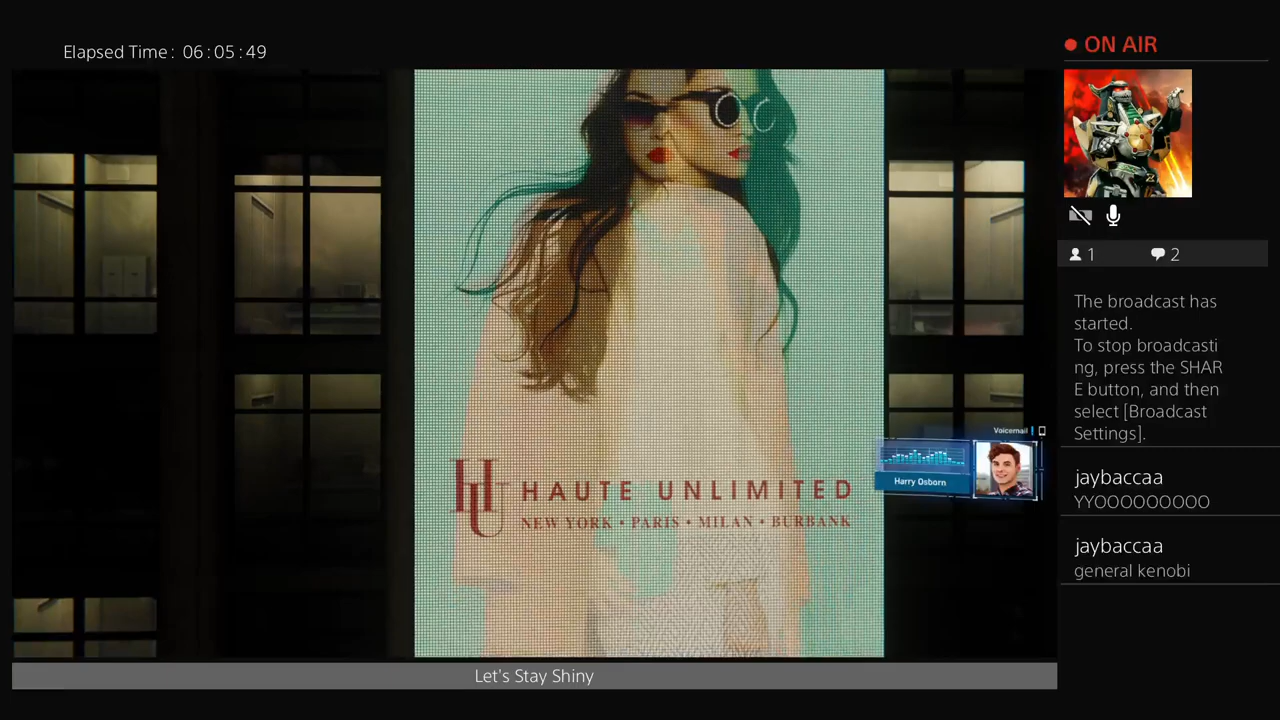 Elapsed Time: 06:05:49
ON AIR
1
2
The broadcast has
started.
To stop broadcasti
ng, press the SHAR
E button, and then
select [Broadcast
Settings].
jaybaccaa
YYOOOOOOOOO
jaybaccaa
general kenobi
Voicemail
Harry Osborn
HU
HAUTE UNLIMITED
NEW YORK • PARIS • MILAN • BURBANK
Let's Stay Shiny